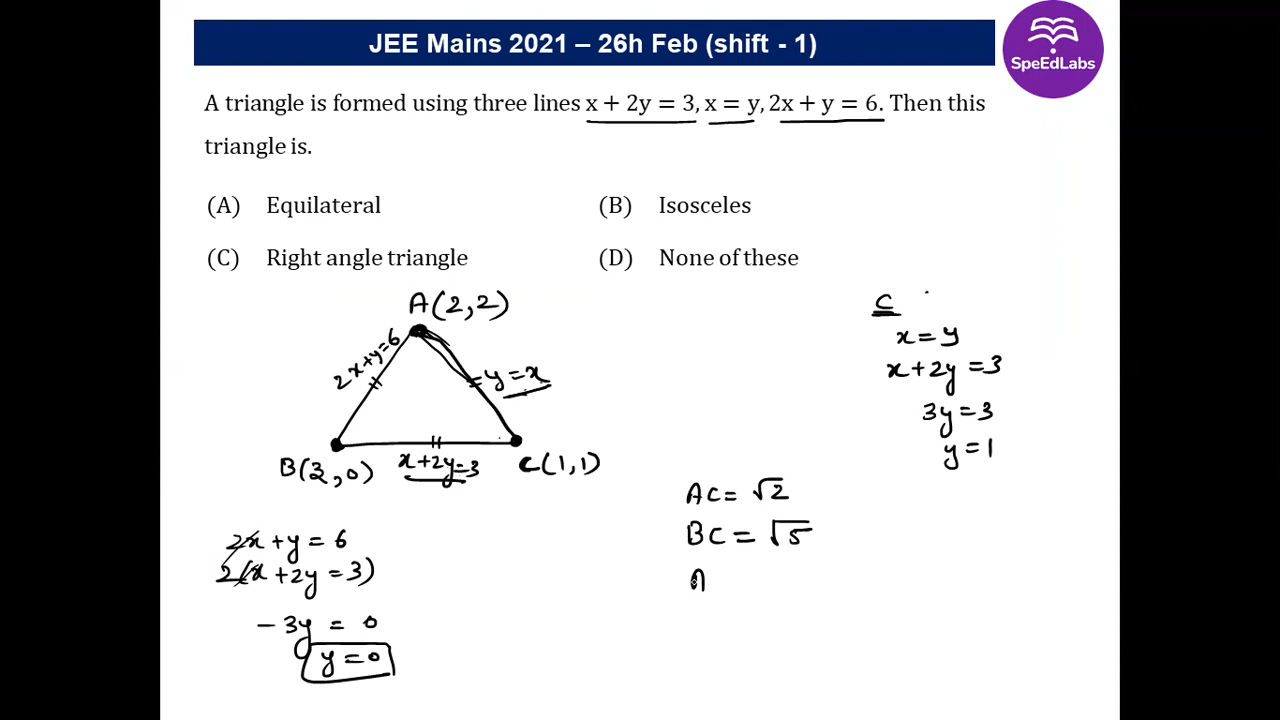 JEE Mains 2021 – 26h Feb (shift - 1)
SpeEdLabs
A triangle is formed using three lines x + 2y = 3, x = y, 2x + y = 6. Then this
triangle is.
(A) Equilateral
(B) Isosceles
(C) Right angle triangle
(D) None of these
A(2,2)
2x+y=6
y=x
B(3,0)
x+2y=3
C(1,1)
2x+y=6
2(x+2y=3)
-3y=0
y=0
C
x=y
x+2y=3
3y=3
y=1
AC=√2
BC=√5
A